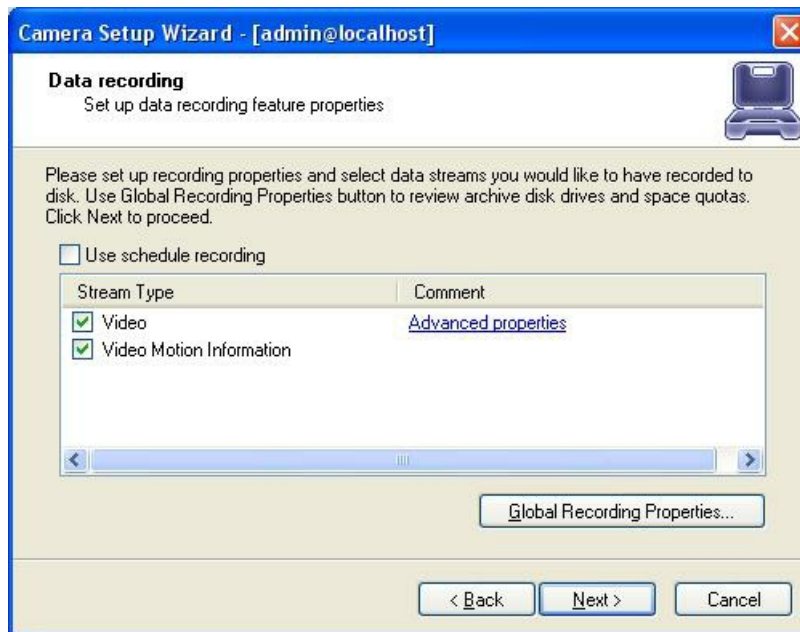 Camera Setup Wizard - [admin@localhost]
Data recording
Set up data recording feature properties
Please set up recording properties and select data streams you would like to have recorded to
disk. Use Global Recording Properties button to review archive disk drives and space quotas.
Click Next to proceed.
Use schedule recording
Stream Type Comment
Video Advanced properties
Video Motion Information
Global Recording Properties...
< Back Next > Cancel